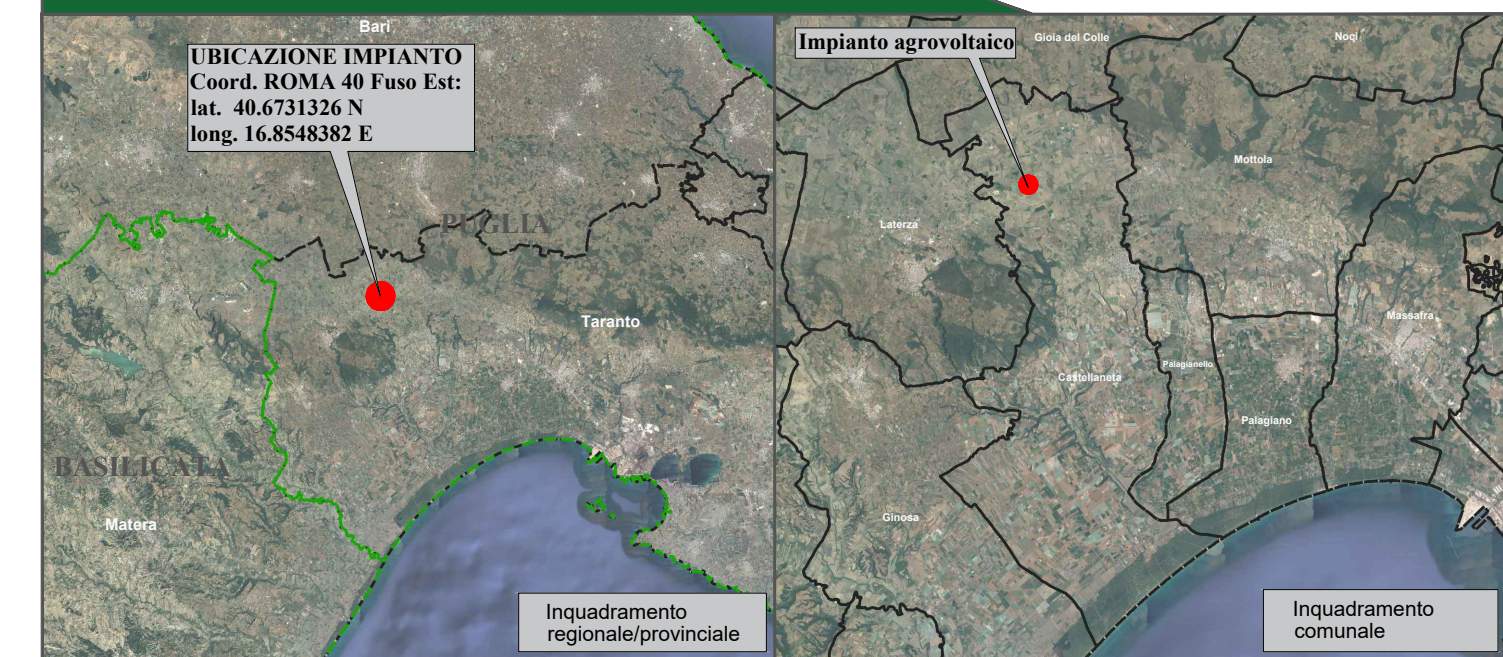 Bari
UBICAZIONE IMPIANTO
Coord. ROMA 40 Fuso Est:
lat. 40.6731326 N
long. 16.8548382 E
PUGLIA
Taranto
BASILICATA
Matera
Inquadramento
regionale/provinciale
Impianto agrovoltaico
Gioia del Colle
Noci
Mottola
Laterza
Massafra
Palagianello
Castellaneta
Palagiano
Ginosa
Inquadramento
comunale